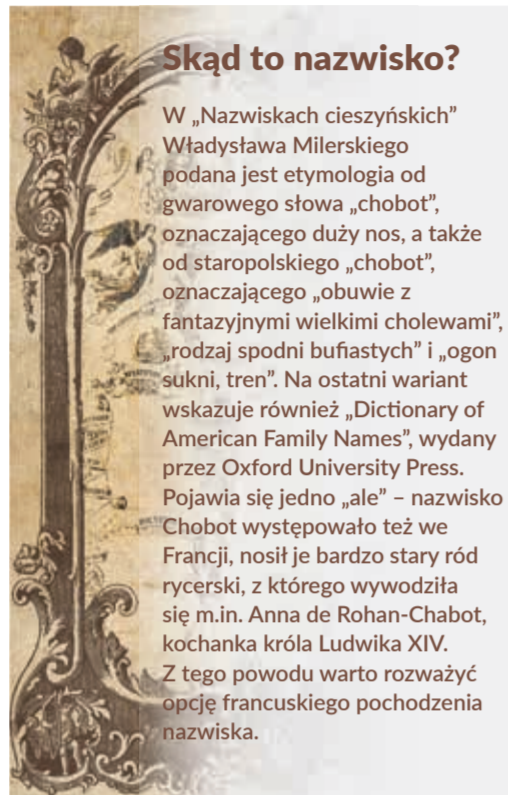 Skąd to nazwisko?
W „Nazwiskach cieszyńskich”
Władysława Milerskiego
podana jest etymologia od
gwarowego słowa „chobot”,
oznaczającego duży nos, a także
od staropolskiego „chobot”,
oznaczającego „obuwie z
fantazyjnymi wielkimi cholewami”,
„rodzaj spodni bufiastych” i „ogon
sukni, tren”. Na ostatni wariant
wskazuje również „Dictionary of
American Family Names”, wydany
przez Oxford University Press.
Pojawia się jedno „ale” – nazwisko
Chobot występowało też we
Francji, nosił je bardzo stary ród
rycerski, z którego wywodziła
się m.in. Anna de Rohan-Chabot,
kochanka króla Ludwika XIV.
Z tego powodu warto rozważyć
opcję francuskiego pochodzenia
nazwiska.